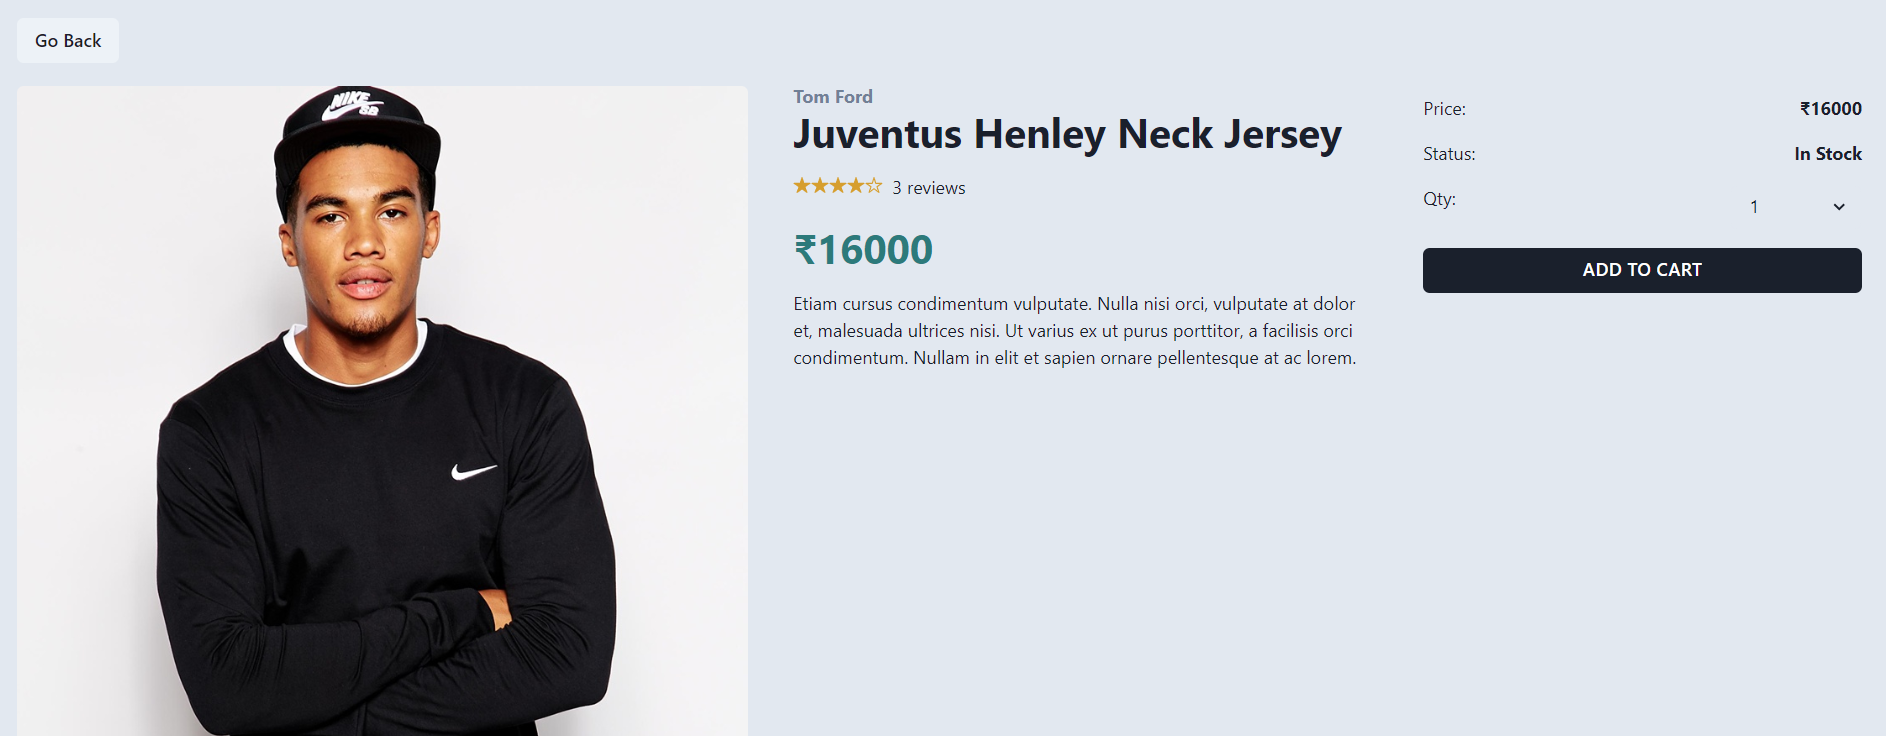 Go Back
NIKE
SB
Tom Ford
Juventus Henley Neck Jersey
★★★★☆ 3 reviews
₹16000
Etiam cursus condimentum vulputate. Nulla nisi orci, vulputate at dolor
et, malesuada ultrices nisi. Ut varius ex ut purus porttitor, a facilisis orci
condimentum. Nullam in elit et sapien ornare pellentesque at ac lorem.
Price: ₹16000
Status: In Stock
Qty: 1
ADD TO CART